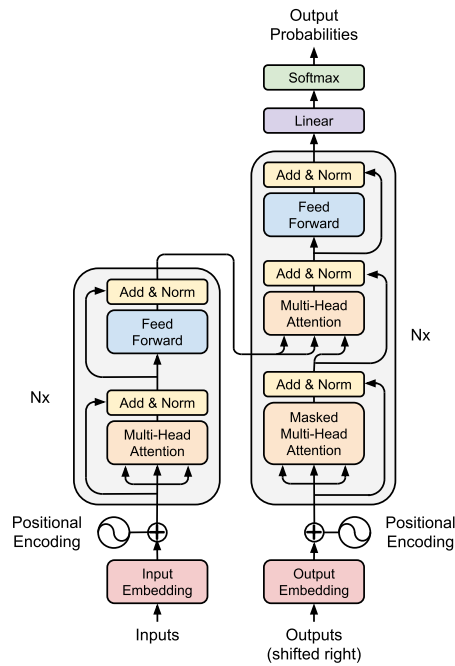 Output
Probabilities
Softmax
Linear
Add & Norm
Feed
Forward
Add & Norm
Multi-Head
Attention
Nx
Add & Norm
Masked
Multi-Head
Attention
Add & Norm
Feed
Forward
Nx
Add & Norm
Multi-Head
Attention
Positional
Encoding
Positional
Encoding
Input
Embedding
Output
Embedding
Inputs
Outputs
(shifted right)